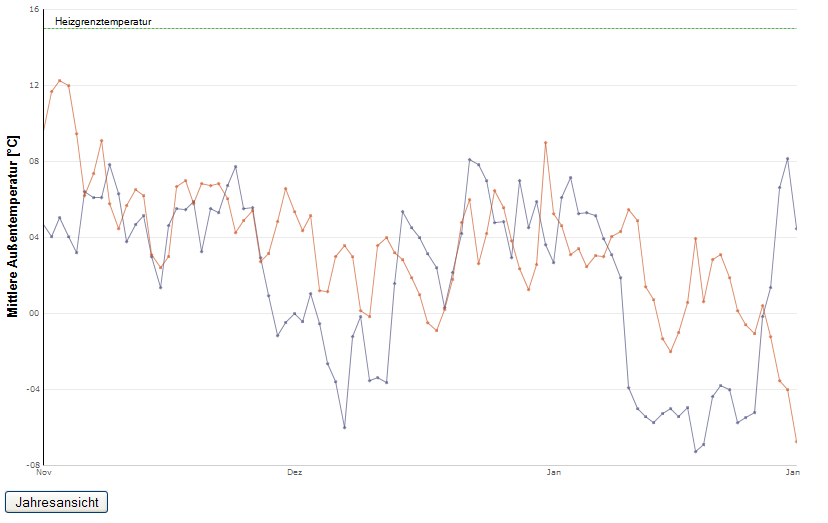 16
Heizgrenztemperatur
12
08
04
00
-04
-08
Mittlere Außentemperatur [°C]
Nov Dez Jan Jan
Jahresansicht